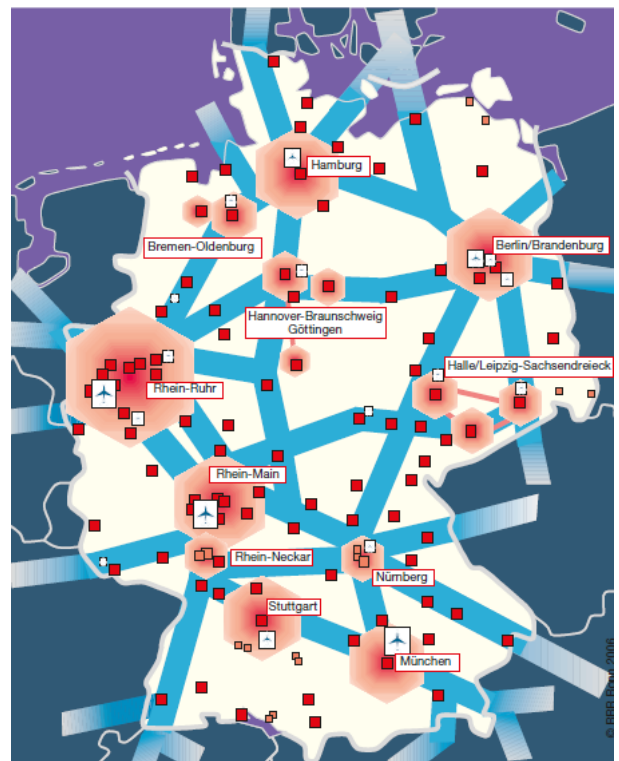 Hamburg
Berlin/Brandenburg
Bremen-Oldenburg
Hannover-Braunschweig
Göttingen
Halle/Leipzig-Sachsendreieck
Rhein-Ruhr
Rhein-Main
Rhein-Neckar
Nürnberg
Stuttgart
München
© BBR Bonn 2006